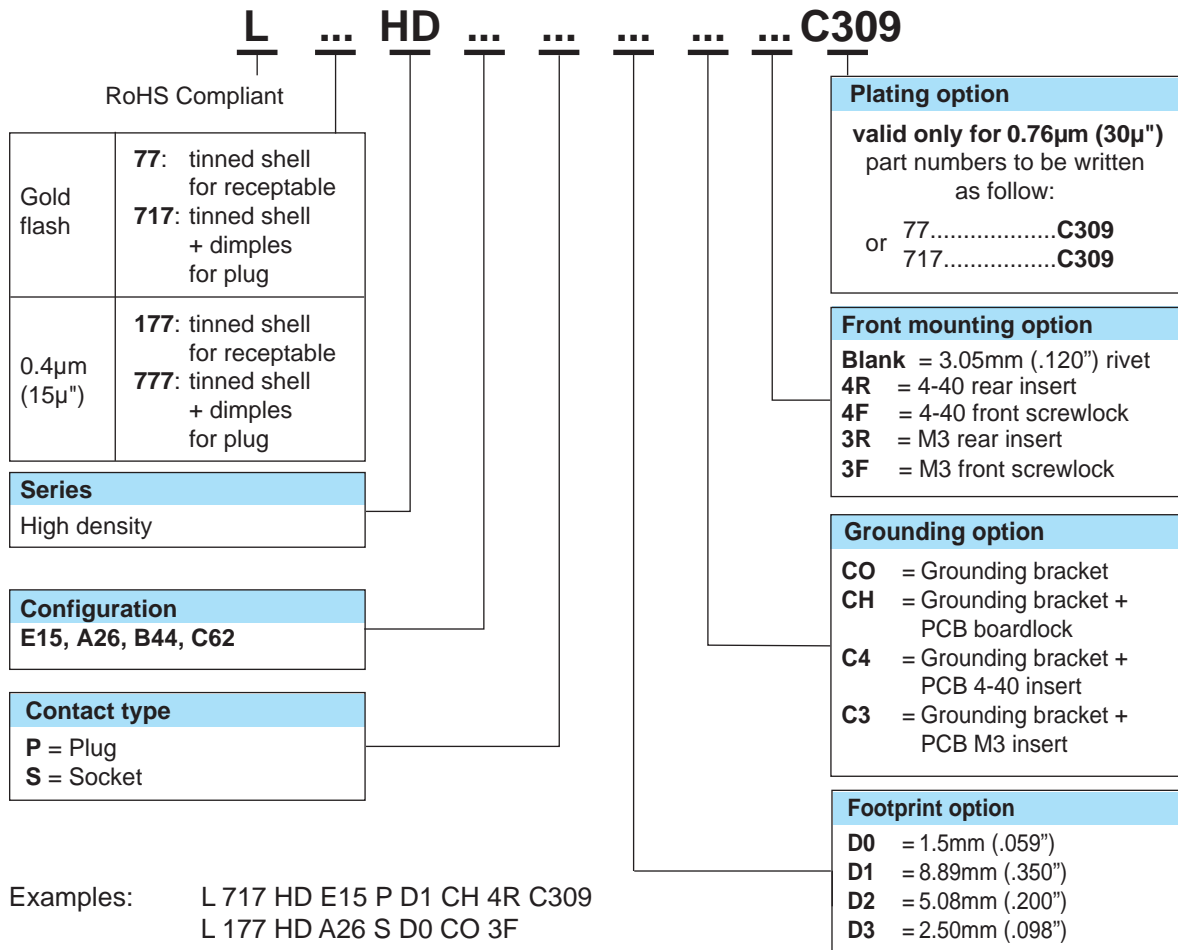 L ... HD ... ... ... ... ... C309
RoHS Compliant
Gold
flash
77: tinned shell
for receptable
717: tinned shell
+ dimples
for plug
0.4µm
(15µ")
177: tinned shell
for receptable
777: tinned shell
+ dimples
for plug
Series
High density
Configuration
E15, A26, B44, C62
Contact type
P = Plug
S = Socket
Plating option
valid only for 0.76µm (30µ")
part numbers to be written
as follow:
or 77...................C309
717.................C309
Front mounting option
Blank = 3.05mm (.120”) rivet
4R = 4-40 rear insert
4F = 4-40 front screwlock
3R = M3 rear insert
3F = M3 front screwlock
Grounding option
CO = Grounding bracket
CH = Grounding bracket +
PCB boardlock
C4 = Grounding bracket +
PCB 4-40 insert
C3 = Grounding bracket +
PCB M3 insert
Footprint option
D0 = 1.5mm (.059”)
D1 = 8.89mm (.350”)
D2 = 5.08mm (.200”)
D3 = 2.50mm (.098”)
Examples: L 717 HD E15 P D1 CH 4R C309
L 177 HD A26 S D0 CO 3F